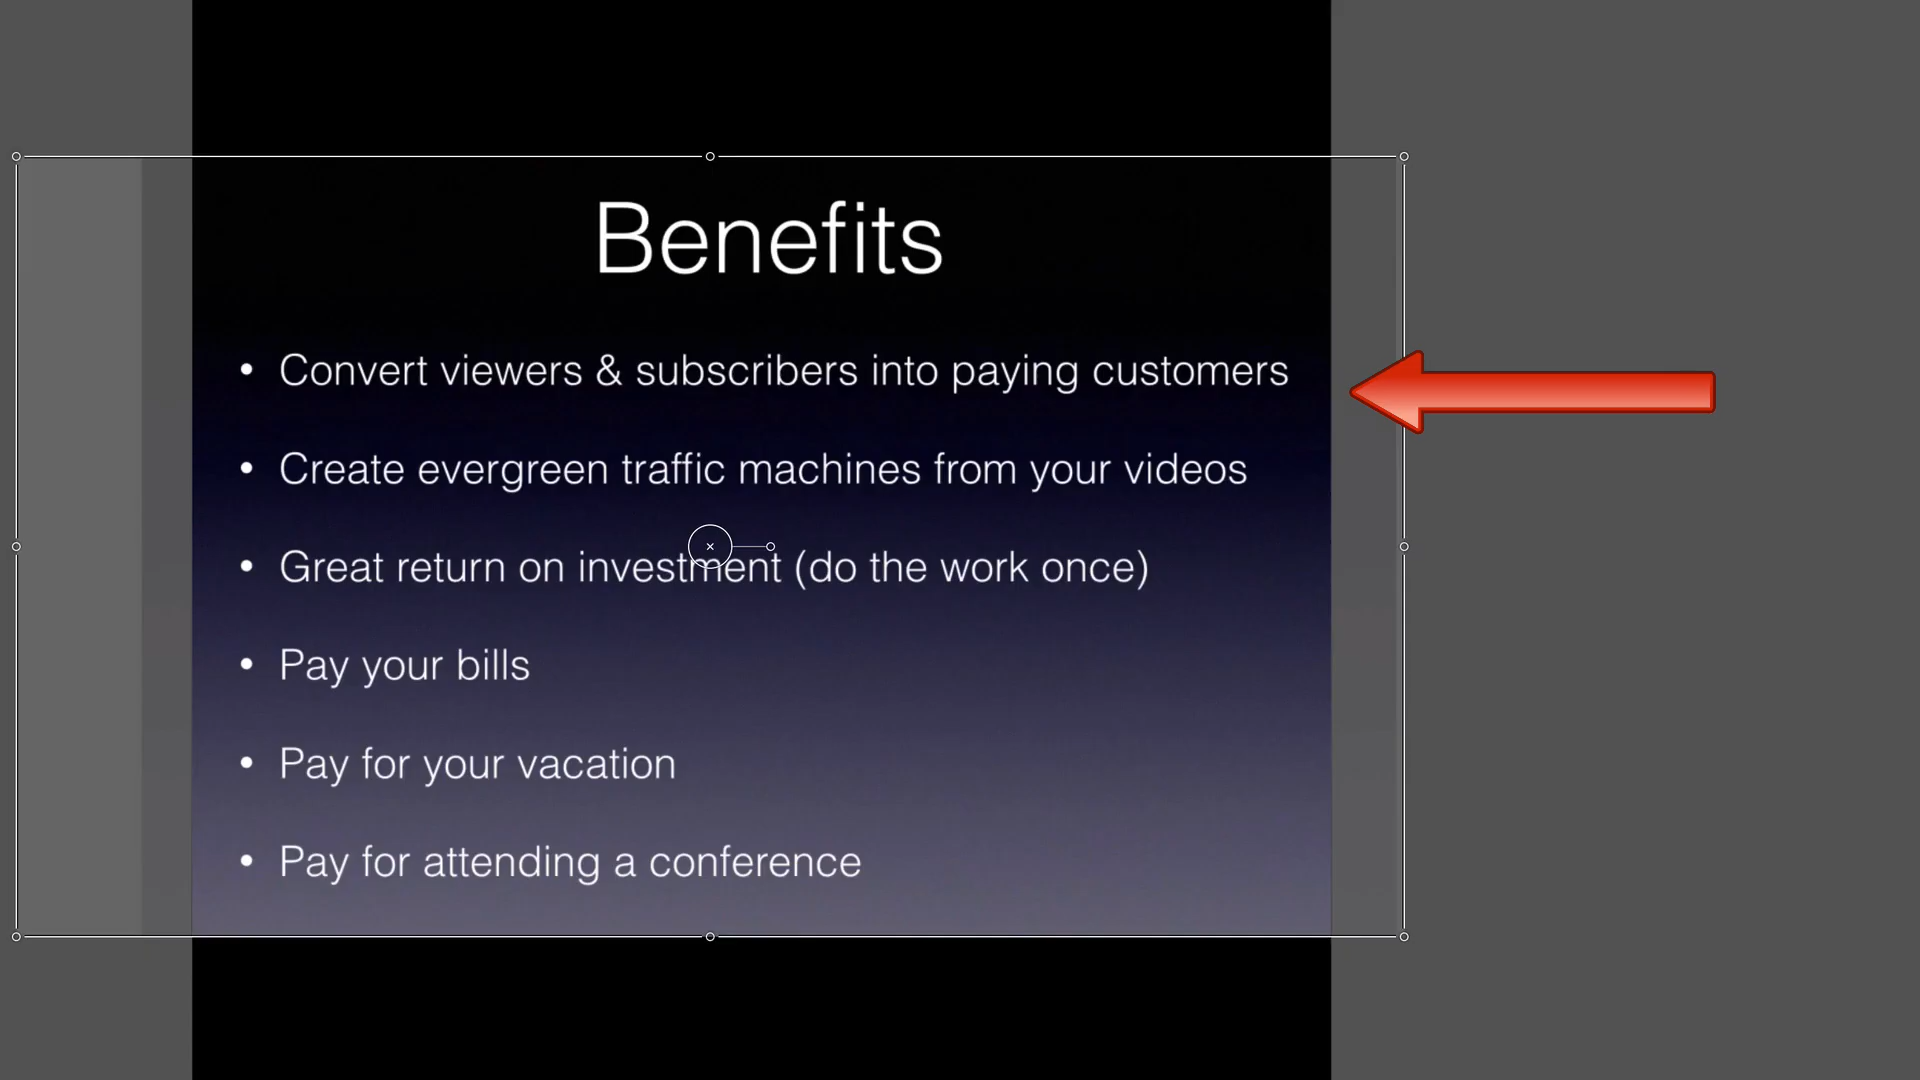 Benefits
• Convert viewers & subscribers into paying customers
• Create evergreen traffic machines from your videos
• Great return on investment (do the work once)
• Pay your bills
• Pay for your vacation
• Pay for attending a conference